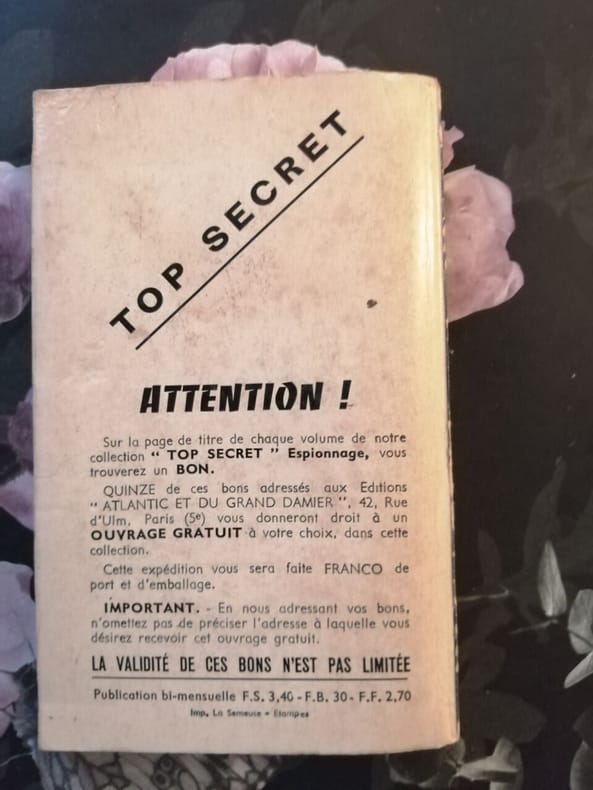 TOP SECRET
ATTENTION !
Sur la page de titre de chaque volume de notre
collection “ TOP SECRET ” Espionnage, vous
trouverez un BON.
QUINZE de ces bons adressés aux Editions
“ ATLANTIC ET DU GRAND DAMIER ”, 42, Rue
d'Ulm, Paris (5e) vous donneront droit à un
OUVRAGE GRATUIT à votre choix, dans cette
collection.
Cette expédition vous sera faite FRANCO de
port et d'emballage.
IMPORTANT. - En nous adressant vos bons,
n'omettez pas de préciser l'adresse à laquelle vous
désirez recevoir cet ouvrage gratuit.
LA VALIDITÉ DE CES BONS N'EST PAS LIMITÉE
Publication bi-mensuelle F.S. 3,40 - F.B. 30 - F.F. 2,70
Imp. La Semeuse - Etampes